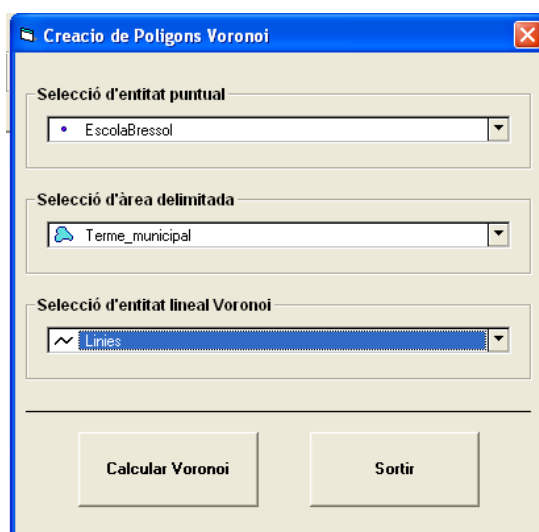 Creacio de Poligons Voronoi
Selecció d'entitat puntual
EscolaBressol
Selecció d'àrea delimitada
Terme_municipal
Selecció d'entitat lineal Voronoi
Linies
Calcular Voronoi
Sortir